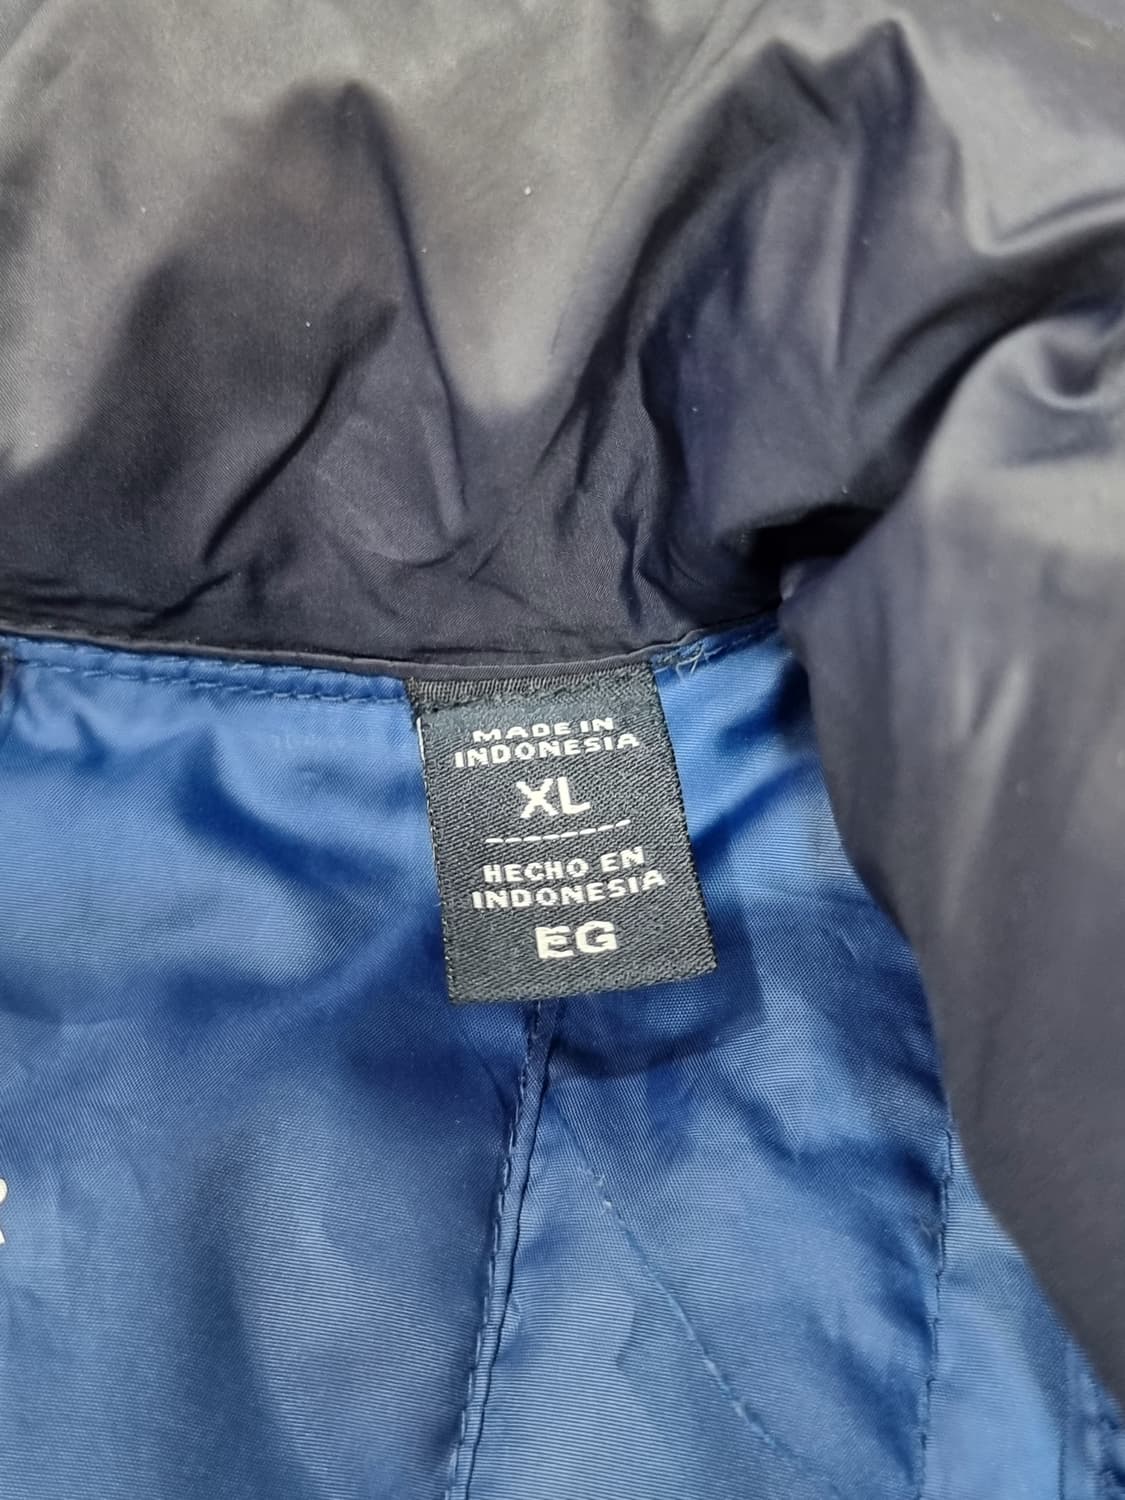 MADE IN
INDONESIA
XL
HECHO EN
INDONESIA
EG